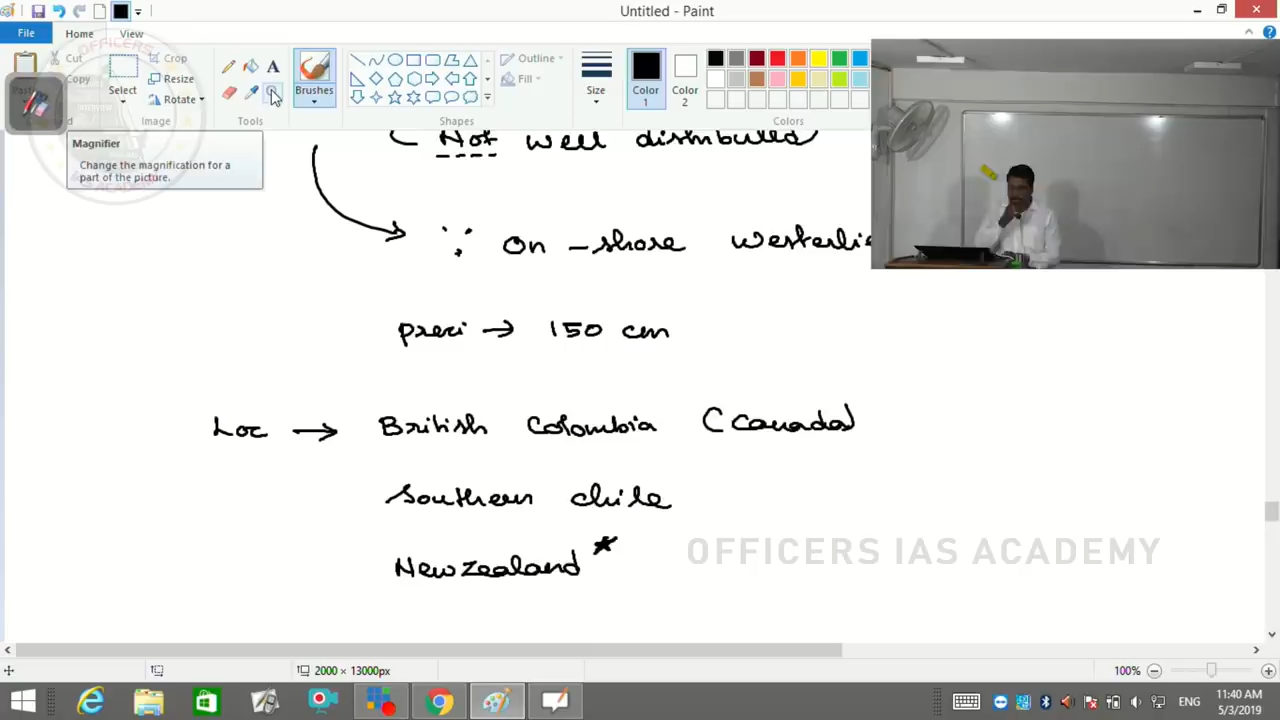 Untitled - Paint
File Home View
Cut
Copy
Select
Crop
Resize
Rotate
Image
Tools
Brushes
Shapes
Outline
Fill
Size
Color 1
Color 2
Colors
Magnifier
Change the magnification for a part of the picture.
OFFICERS
ACADEMY
Not well distributed
∵ On - shore westerlie
preci → 150 cm
Loc → British Colombia (Canada)
Southern chile
Newzealand *
OFFICERS IAS ACADEMY
2000 × 13000px
100%
ENG
11:40 AM
5/3/2019